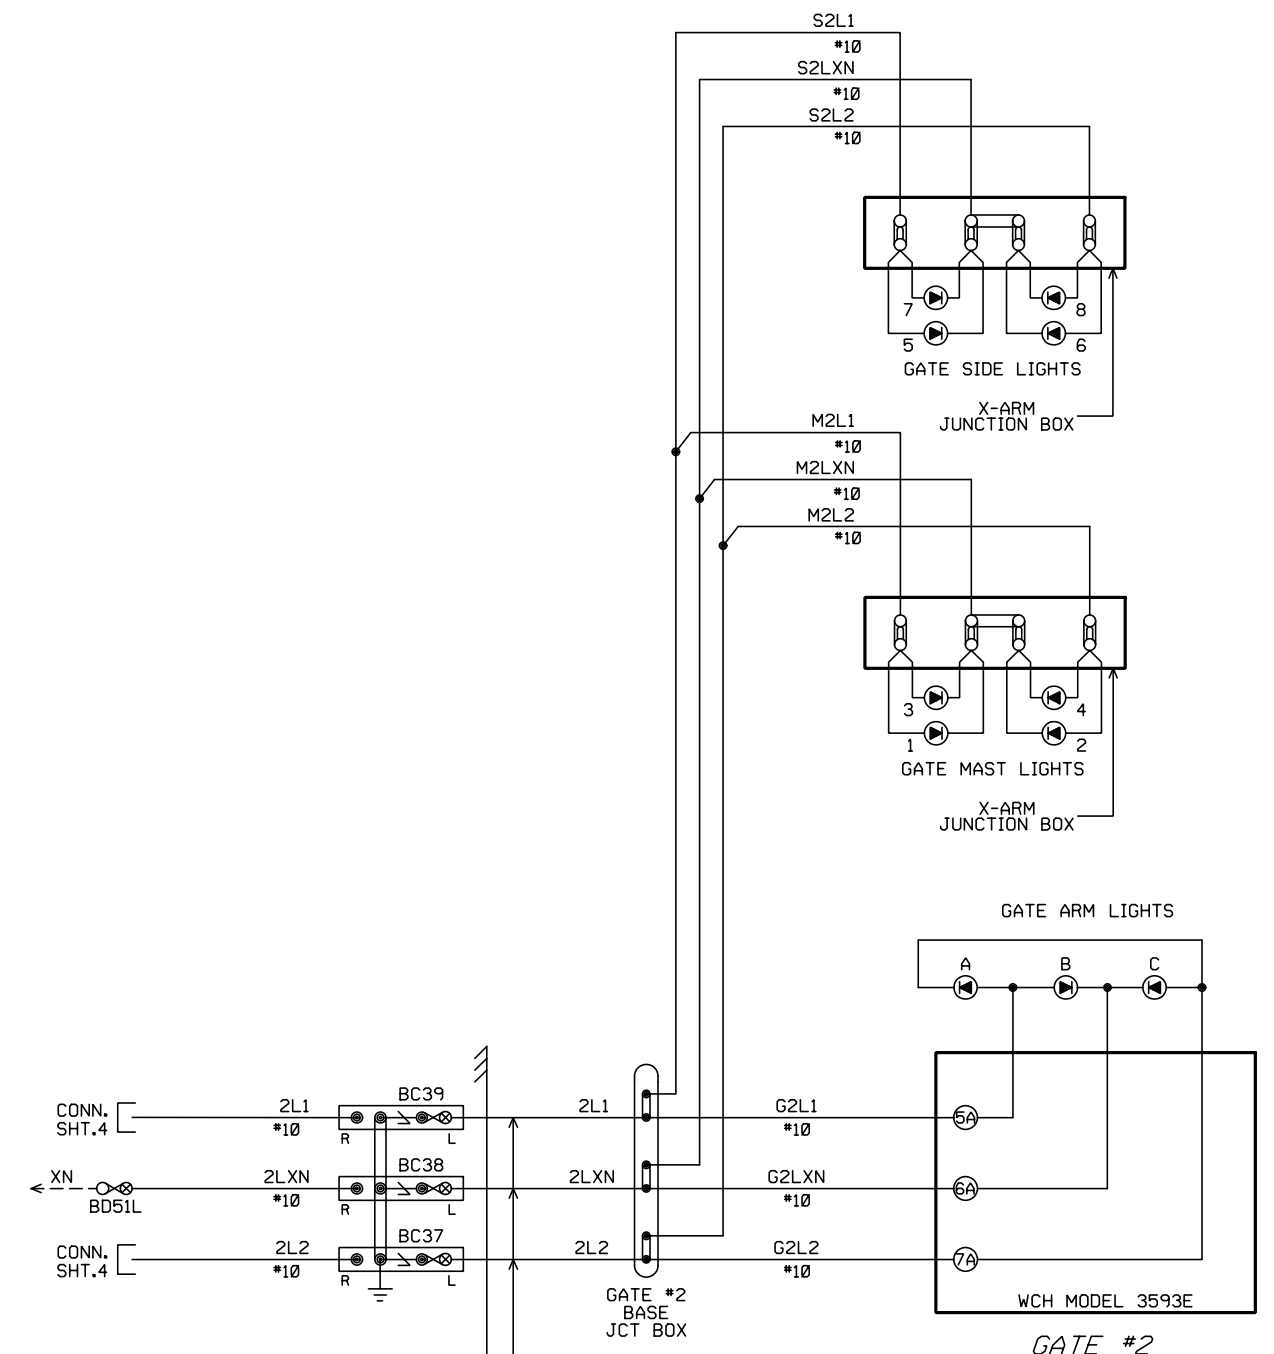 S2L1
#10
S2LXN
#10
S2L2
#10
7
8
5
6
GATE SIDE LIGHTS
X-ARM
JUNCTION BOX
M2L1
#10
M2LXN
#10
M2L2
#10
3
4
1
2
GATE MAST LIGHTS
X-ARM
JUNCTION BOX
GATE ARM LIGHTS
A B C
CONN.
SHT.4
2L1
#10
BC39
R L
2L1
G2L1
#10
5A
XN
BD51L
2LXN
#10
BC38
R L
2LXN
G2LXN
#10
6A
CONN.
SHT.4
2L2
#10
BC37
R L
2L2
G2L2
#10
7A
GATE #2
BASE
JCT BOX
WCH MODEL 3593E
GATE #2